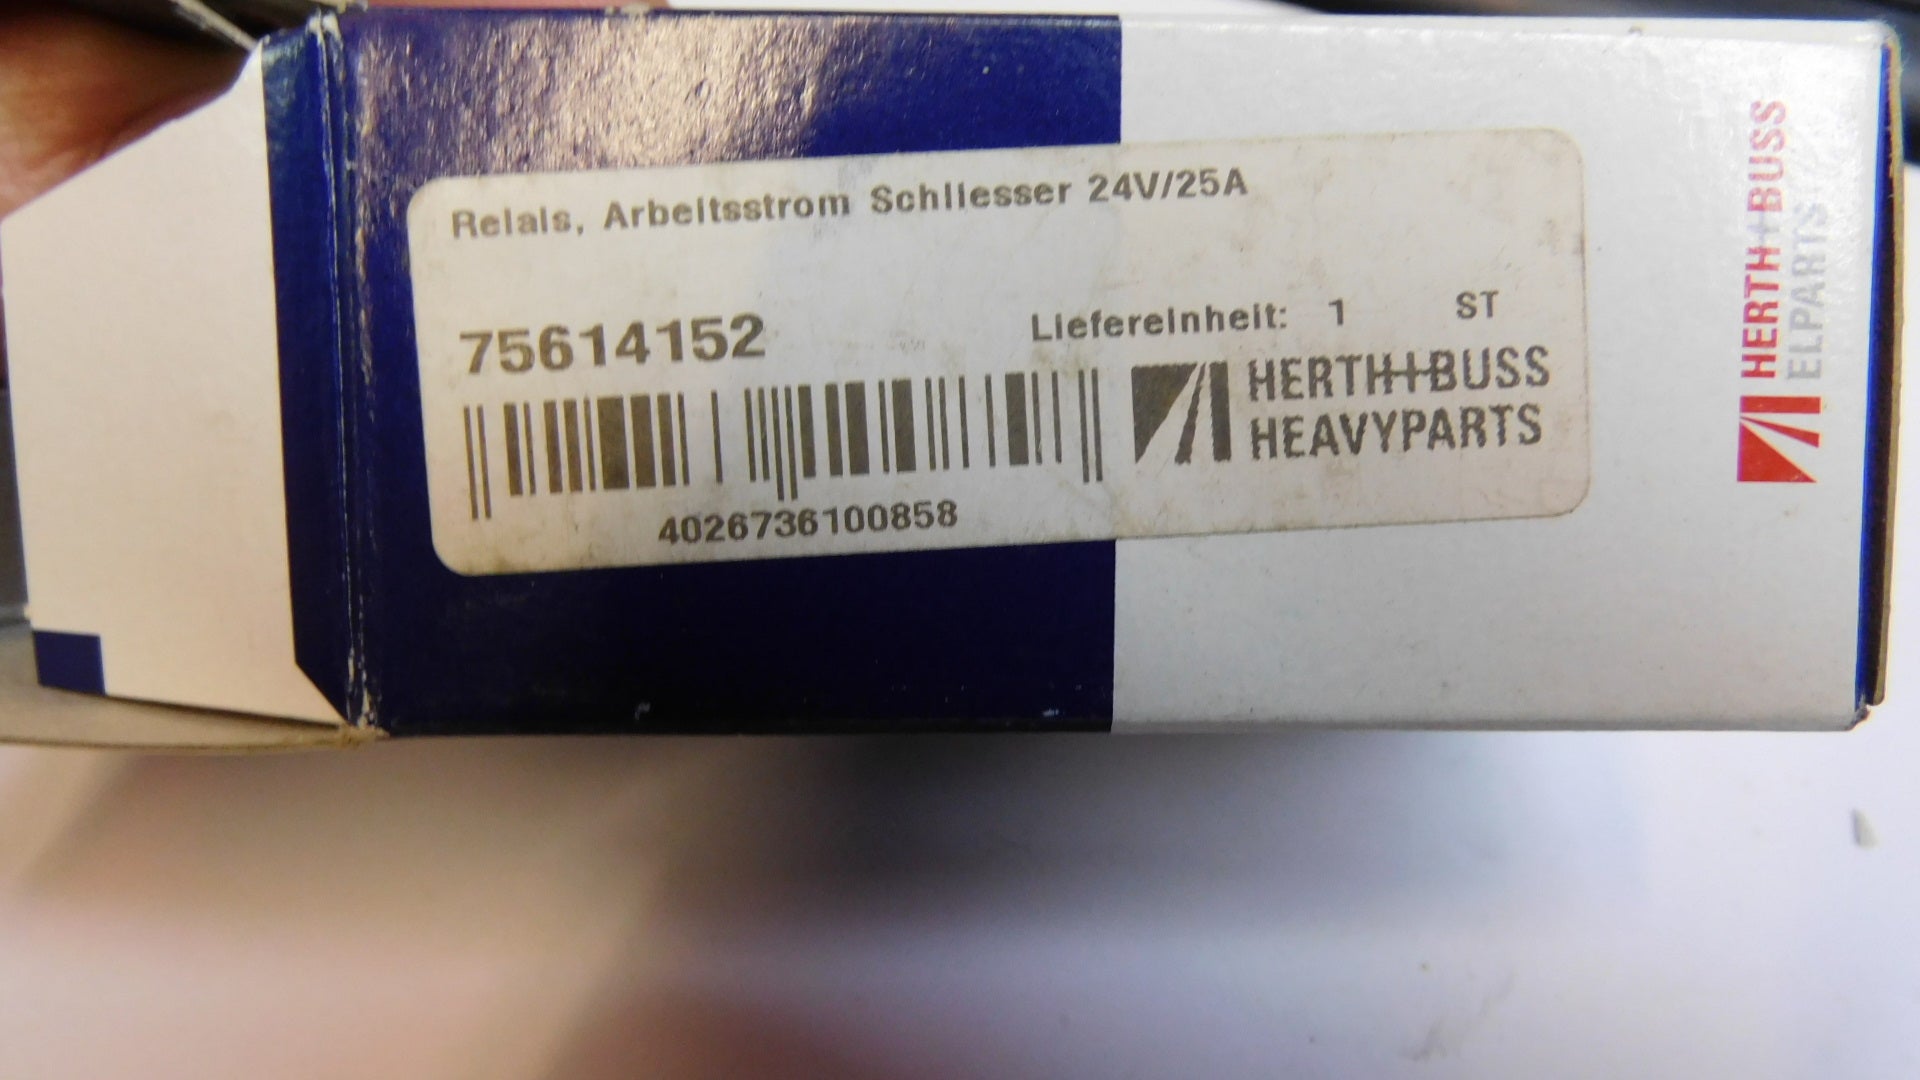 Relais, Arbeitsstrom Schliesser 24V/25A
75614152
Liefereinheit: 1 ST
HERTH+BUSS
HEAVYPARTS
4026736100858
HERTH+BUSS
ELPARTS